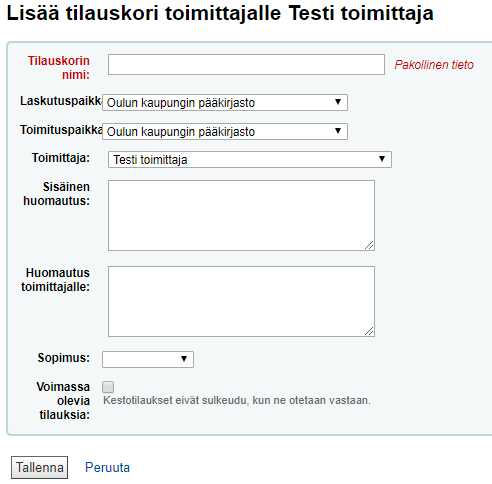 Lisää tilauskori toimittajalle Testi toimittaja
Tilauskorin
nimi:
Pakollinen tieto
Laskutuspaikka
Oulun kaupungin pääkirjasto
Toimituspaikka
Oulun kaupungin pääkirjasto
Toimittaja:
Testi toimittaja
Sisäinen
huomautus:
Huomautus
toimittajalle:
Sopimus:
Voimassa
olevia
tilauksia:
Kestotilaukset eivät sulkeudu, kun ne otetaan vastaan.
Tallenna
Peruuta